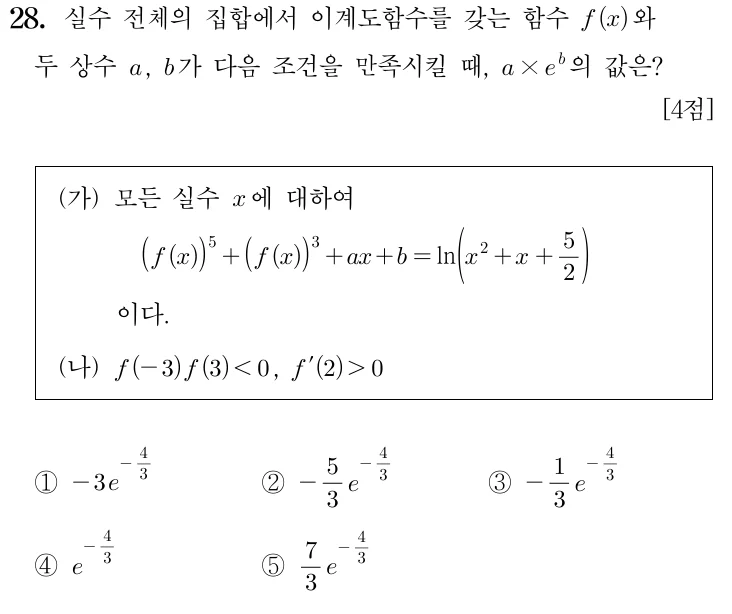 28. 실수 전체의 집합에서 이계도함수를 갖는 함수 f(x)와
두 상수 a, b가 다음 조건을 만족시킬 때, a×e^b의 값은?
[4점]
(가) 모든 실수 x에 대하여
(f(x))^5+(f(x))^3+ax+b=ln(x^2+x+5/2)
이다.
(나) f(-3)f(3)<0, f'(2)>0
① -3e^(-4/3) ② -5/3 e^(-4/3) ③ -1/3 e^(-4/3)
④ e^(-4/3) ⑤ 7/3 e^(-4/3)